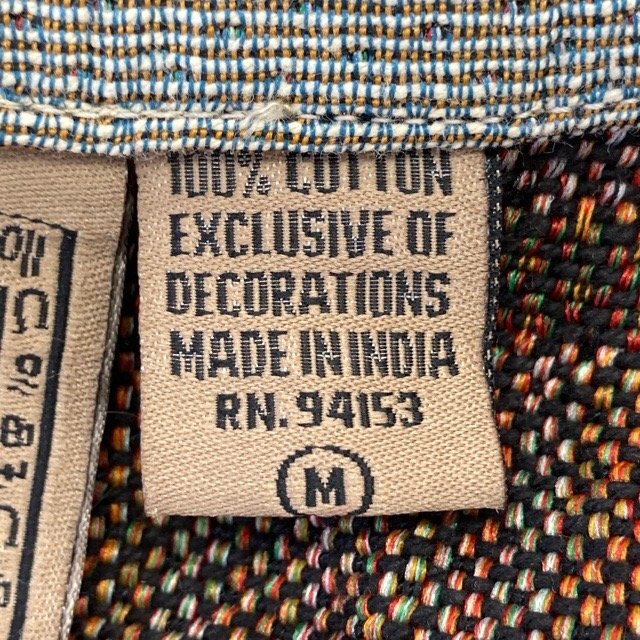 100% COTTON
EXCLUSIVE OF
DECORATIONS
MADE IN INDIA
RN. 94153
M